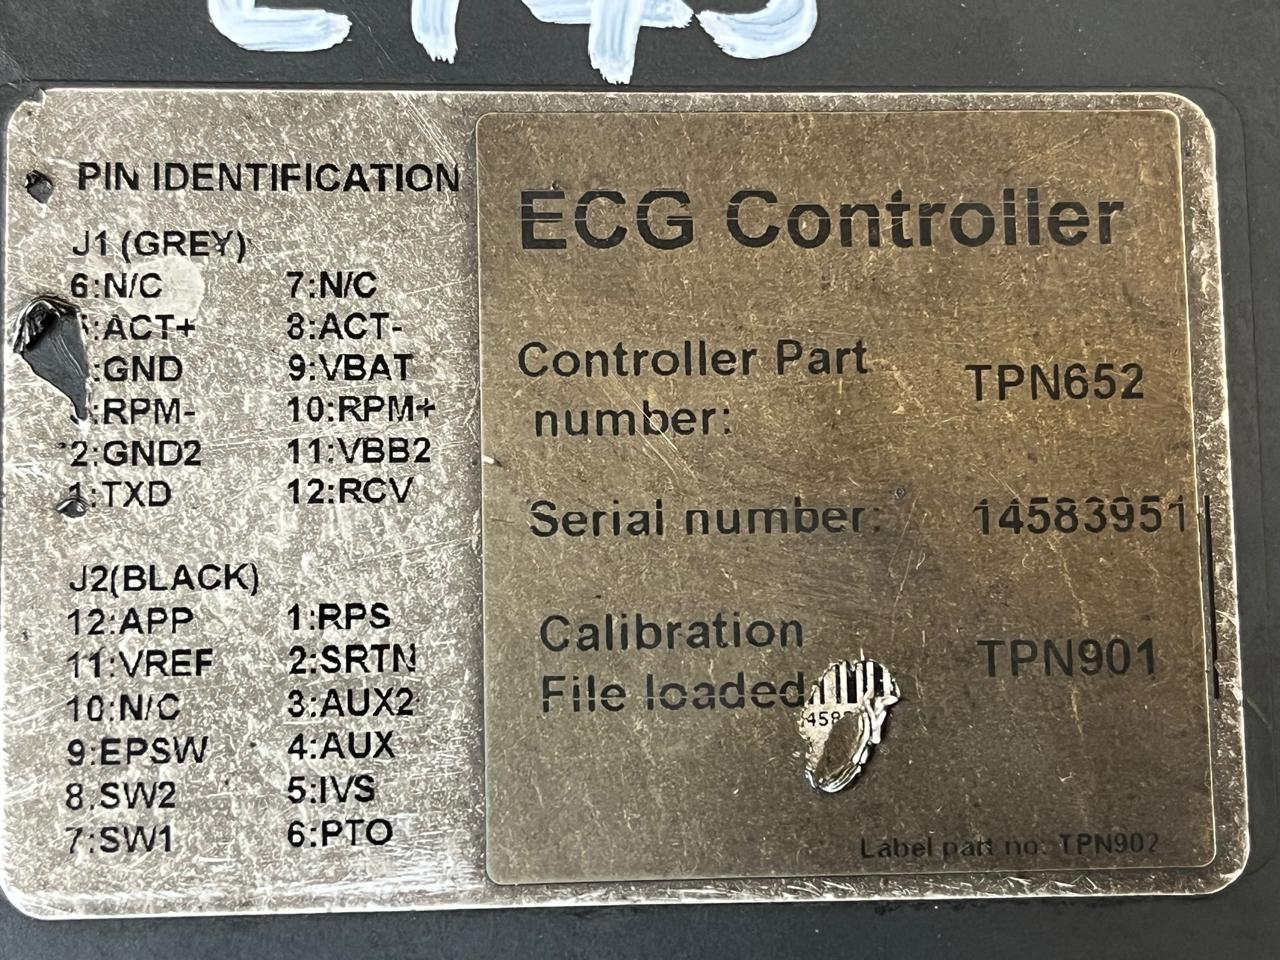 PIN IDENTIFICATION
J1 (GREY)
6:N/C 7:N/C
:ACT+ 8:ACT-
:GND 9:VBAT
:RPM- 10:RPM+
2:GND2 11:VBB2
1:TXD 12:RCV
J2(BLACK)
12:APP 1:RPS
11:VREF 2:SRTN
10:N/C 3:AUX2
9:EPSW 4:AUX
8.SW2 5:IVS
7:SW1 6:PTO
ECG Controller
Controller Part TPN652
number:
Serial number: 14583951
Calibration TPN901
File loaded
Label part no: TPN902